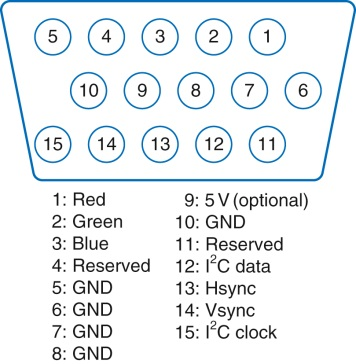 5 4 3 2 1
10 9 8 7 6
15 14 13 12 11
1: Red
2: Green
3: Blue
4: Reserved
5: GND
6: GND
7: GND
8: GND
9: 5 V (optional)
10: GND
11: Reserved
12: I²C data
13: Hsync
14: Vsync
15: I²C clock